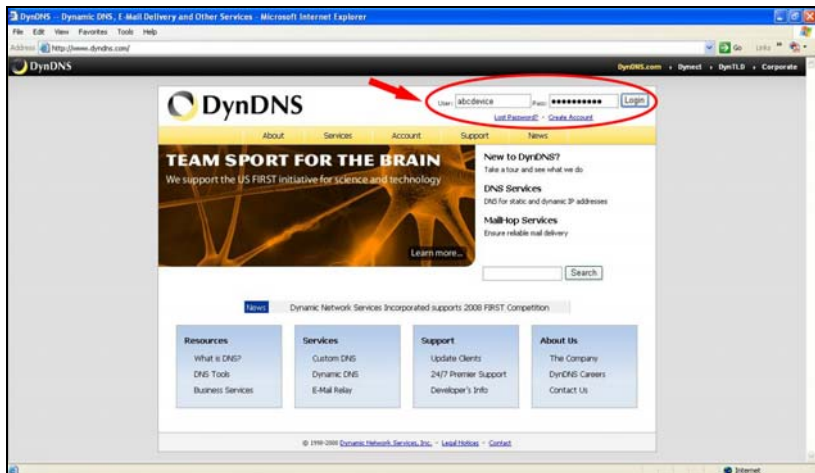 DynDNS -- Dynamic DNS, E-Mail Delivery and Other Services - Microsoft Internet Explorer
File Edit View Favorites Tools Help
Address http://www.dyndns.com/ Go Links
DynDNS DynDNS.com Dynect DynTLD Corporate
DynDNS User: abcdevice Pass: Login
Lost Password? - Create Account
About Services Account Support News
TEAM SPORT FOR THE BRAIN
We support the US FIRST initiative for science and technology
Learn more...
New to DynDNS?
Take a tour and see what we do
DNS Services
DNS for static and dynamic IP addresses
MailHop Services
Ensure reliable mail delivery
Search
News Dynamic Network Services Incorporated supports 2008 FIRST Competition
Resources
What is DNS?
DNS Tools
Business Services
Services
Custom DNS
Dynamic DNS
E-Mail Relay
Support
Update Clients
24/7 Premier Support
Developer's Info
About Us
The Company
DynDNS Careers
Contact Us
© 1998-2008 Dynamic Network Services, Inc. - Legal Notices - Contact
Internet